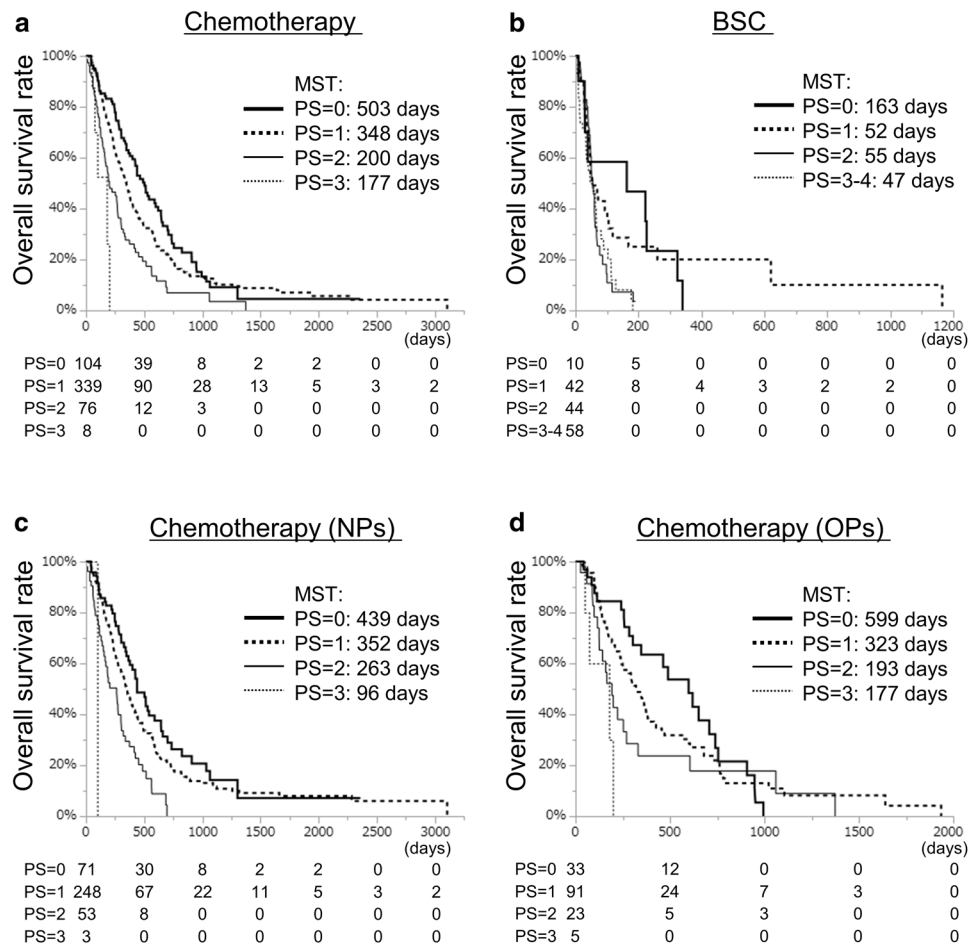 a Chemotherapy
Overall survival rate
100%
80%
60%
40%
20%
0%
MST:
PS=0: 503 days
PS=1: 348 days
PS=2: 200 days
PS=3: 177 days
0 500 1000 1500 2000 2500 3000
(days)
PS=0 104 39 8 2 2 0 0
PS=1 339 90 28 13 5 3 2
PS=2 76 12 3 0 0 0 0
PS=3 8 0 0 0 0 0 0
b BSC
Overall survival rate
100%
80%
60%
40%
20%
0%
MST:
PS=0: 163 days
PS=1: 52 days
PS=2: 55 days
PS=3-4: 47 days
0 200 400 600 800 1000 1200
(days)
PS=0 10 5 0 0 0 0 0
PS=1 42 8 4 3 2 2 0
PS=2 44 0 0 0 0 0 0
PS=3-4 58 0 0 0 0 0 0
c Chemotherapy (NPs)
Overall survival rate
100%
80%
60%
40%
20%
0%
MST:
PS=0: 439 days
PS=1: 352 days
PS=2: 263 days
PS=3: 96 days
0 500 1000 1500 2000 2500 3000
(days)
PS=0 71 30 8 2 2 0 0
PS=1 248 67 22 11 5 3 2
PS=2 53 8 0 0 0 0 0
PS=3 3 0 0 0 0 0 0
d Chemotherapy (OPs)
Overall survival rate
100%
80%
60%
40%
20%
0%
MST:
PS=0: 599 days
PS=1: 323 days
PS=2: 193 days
PS=3: 177 days
0 500 1000 1500 2000
(days)
PS=0 33 12 0 0 0
PS=1 91 24 7 3 0
PS=2 23 5 3 0 0
PS=3 5 0 0 0 0